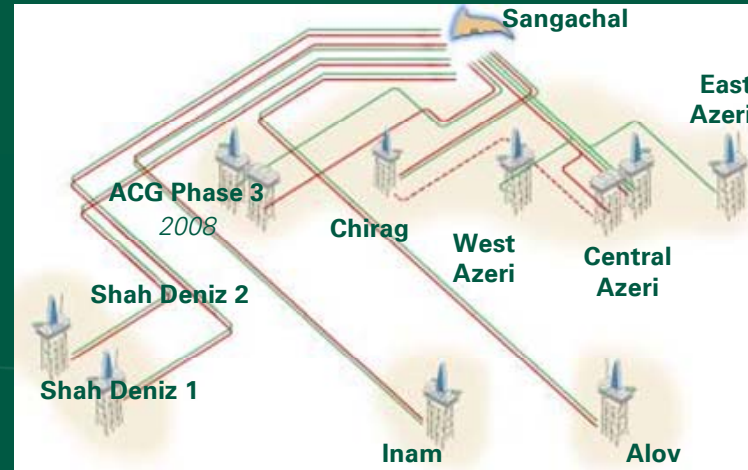 Sangachal
East
Azeri
ACG Phase 3
2008
Chirag
West
Azeri
Central
Azeri
Shah Deniz 2
Shah Deniz 1
Inam
Alov